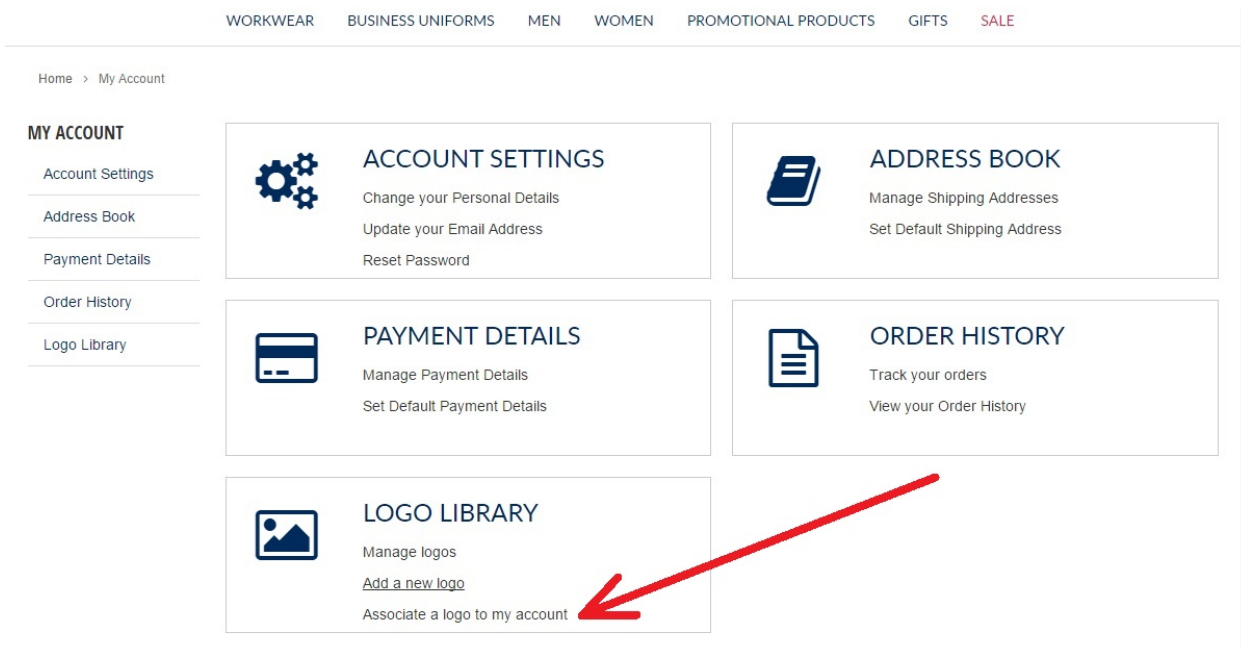 WORKWEAR BUSINESS UNIFORMS MEN WOMEN PROMOTIONAL PRODUCTS GIFTS SALE
Home > My Account
MY ACCOUNT
Account Settings
Address Book
Payment Details
Order History
Logo Library
ACCOUNT SETTINGS
Change your Personal Details
Update your Email Address
Reset Password
ADDRESS BOOK
Manage Shipping Addresses
Set Default Shipping Address
PAYMENT DETAILS
Manage Payment Details
Set Default Payment Details
ORDER HISTORY
Track your orders
View your Order History
LOGO LIBRARY
Manage logos
Add a new logo
Associate a logo to my account